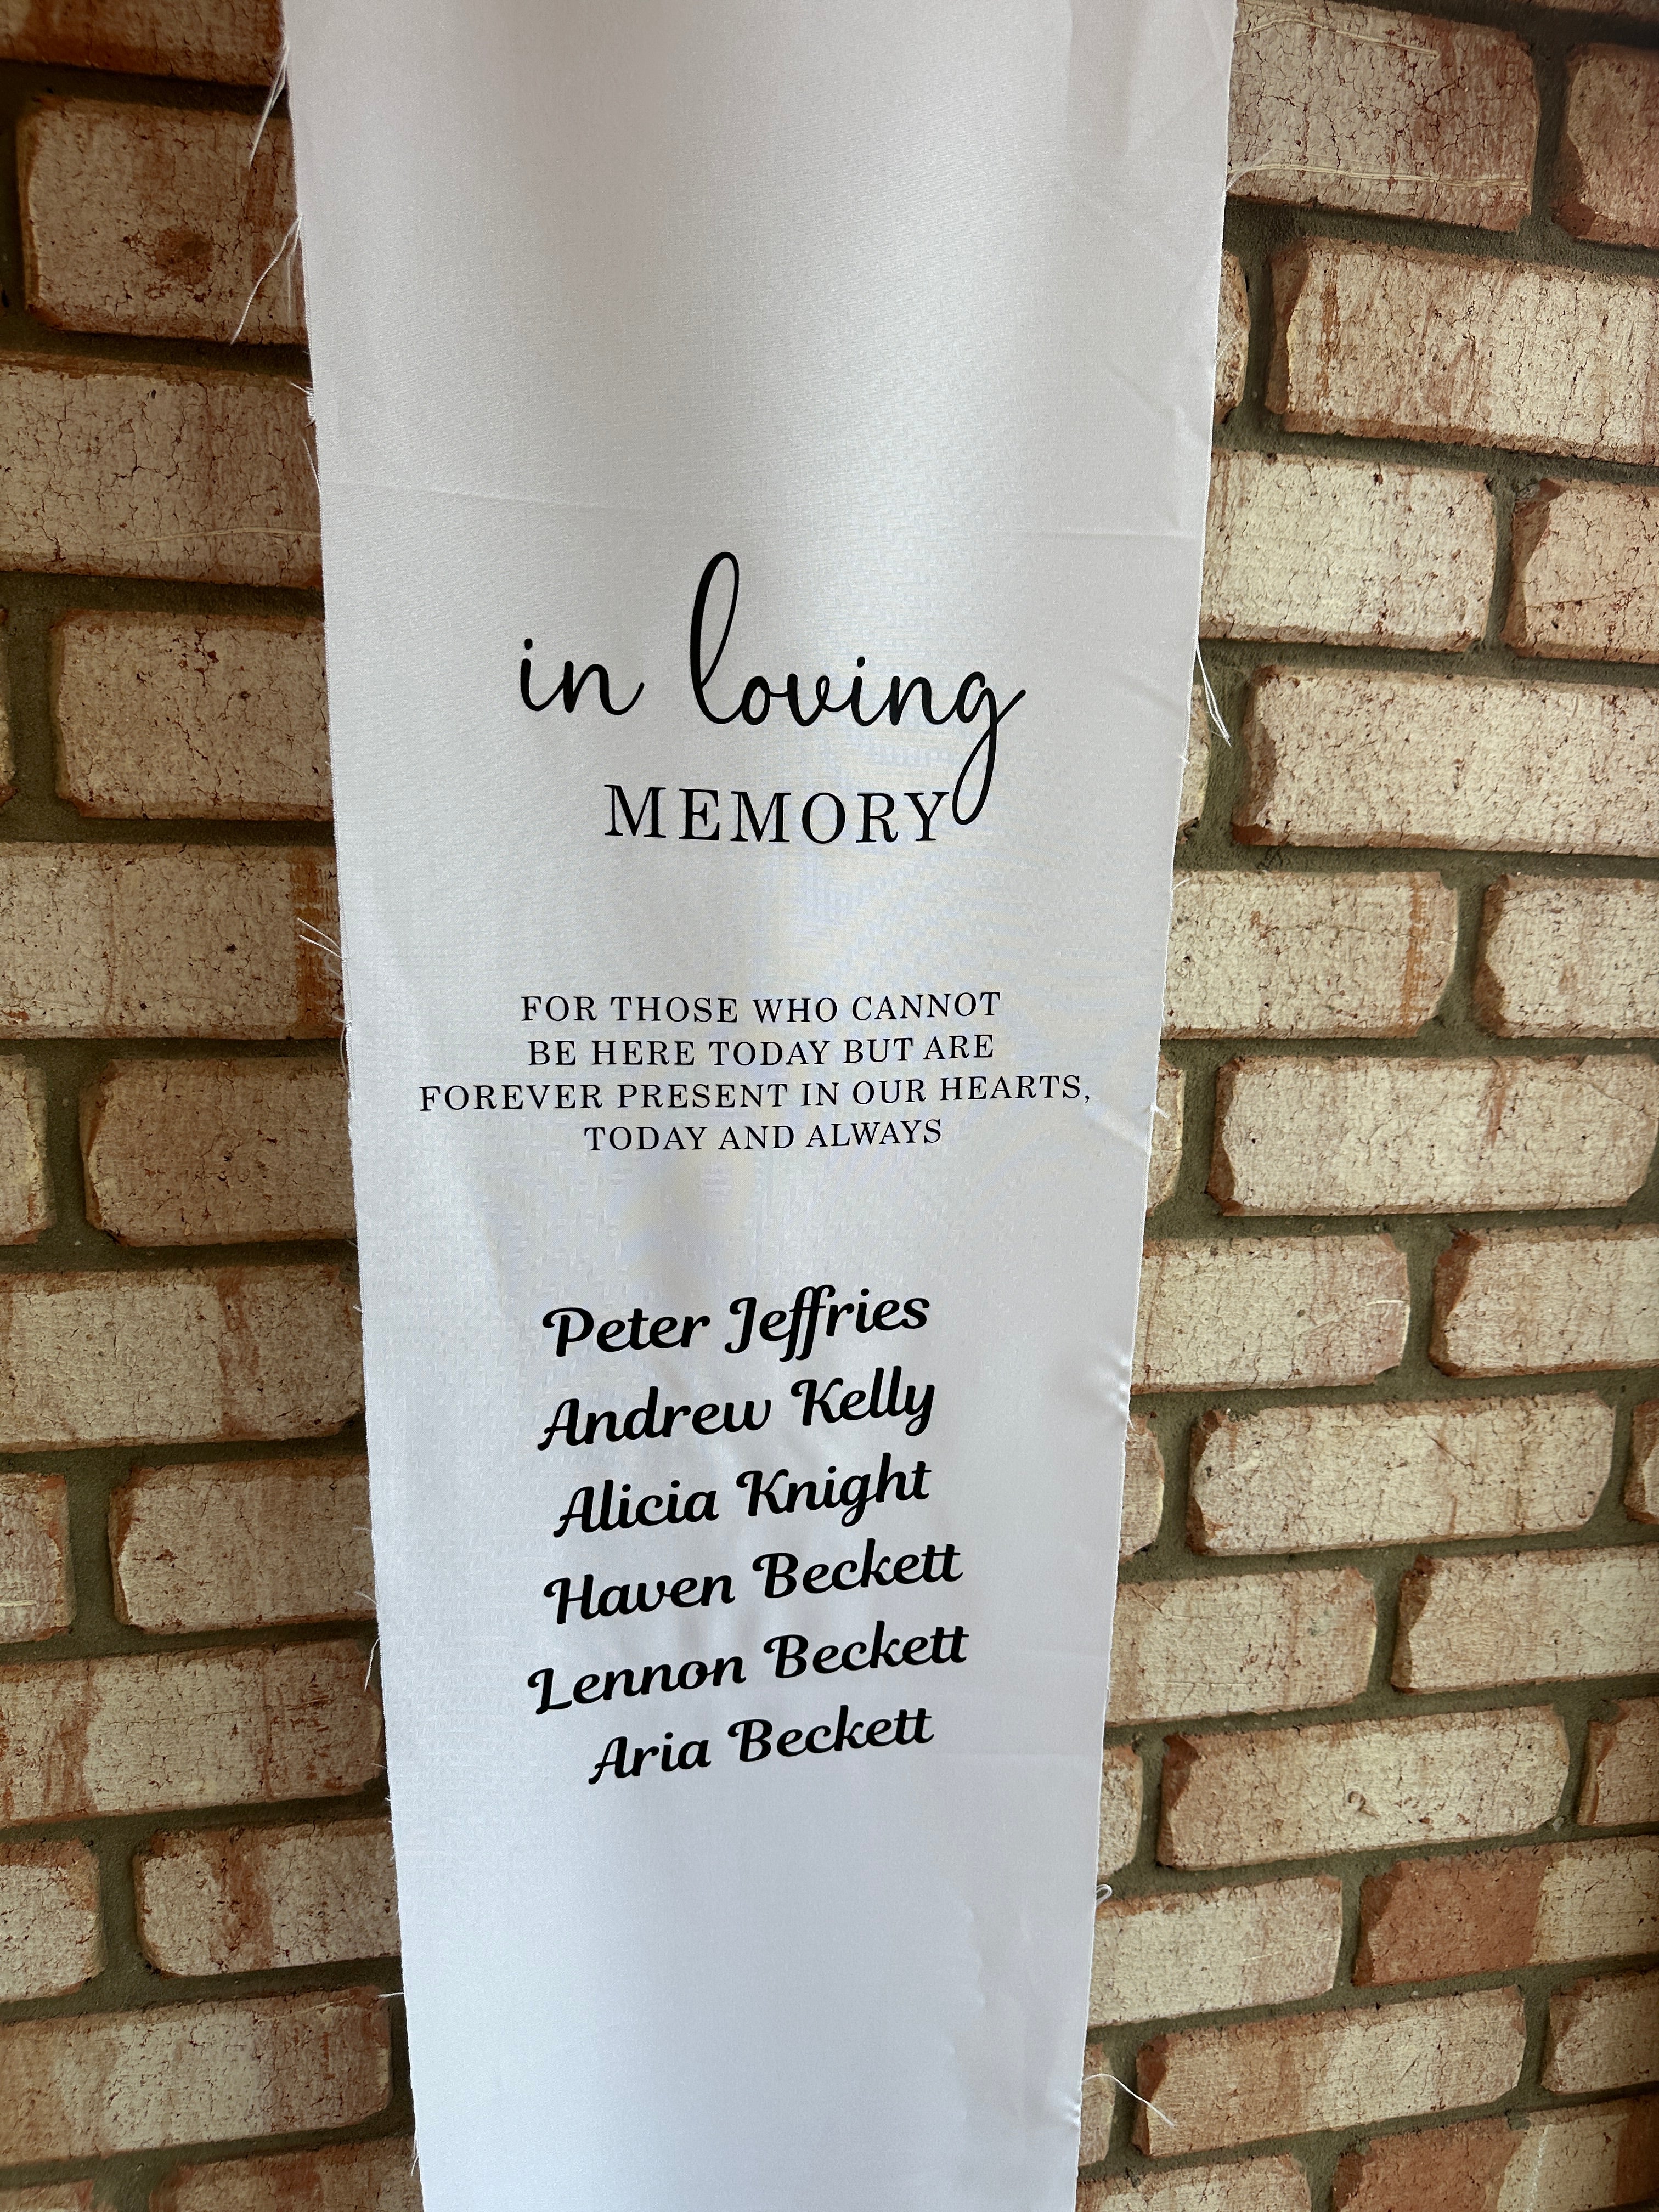 in loving
MEMORY
FOR THOSE WHO CANNOT
BE HERE TODAY BUT ARE
FOREVER PRESENT IN OUR HEARTS,
TODAY AND ALWAYS
Peter Jeffries
Andrew Kelly
Alicia Knight
Haven Beckett
Lennon Beckett
Aria Beckett